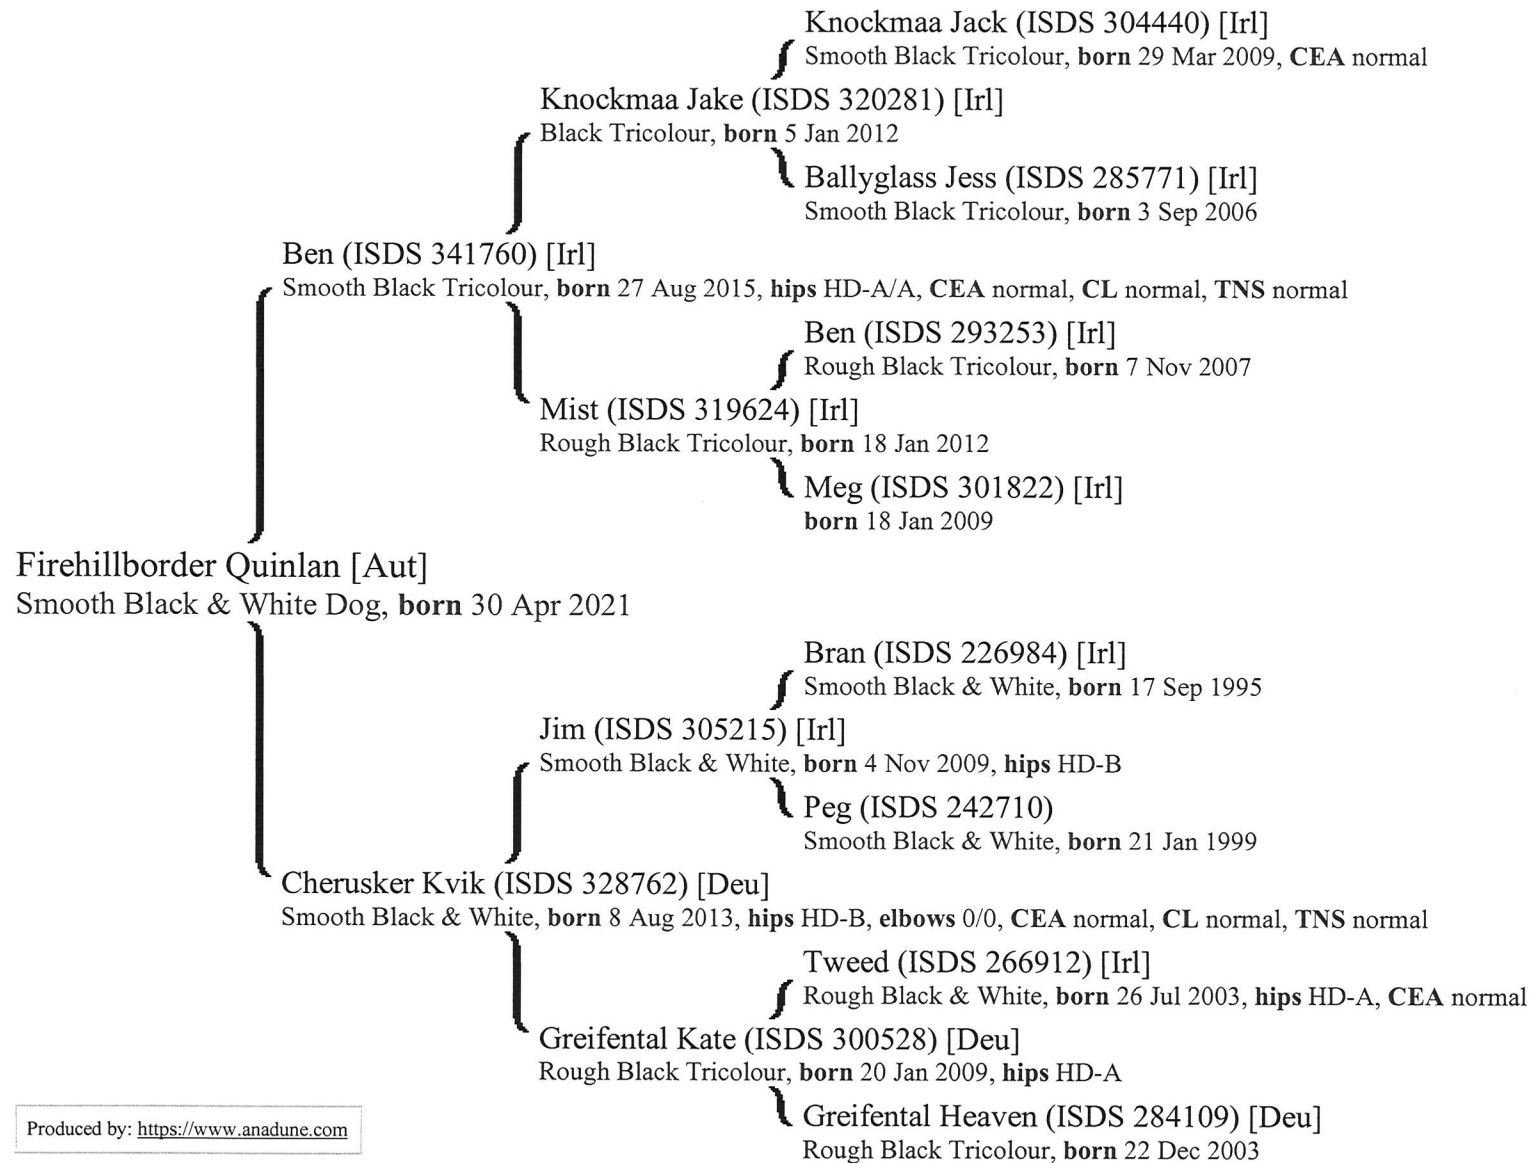 Knockmaa Jack (ISDS 304440) [Irl]
Smooth Black Tricolour, born 29 Mar 2009, CEA normal
Knockmaa Jake (ISDS 320281) [Irl]
Black Tricolour, born 5 Jan 2012
Ballyglass Jess (ISDS 285771) [Irl]
Smooth Black Tricolour, born 3 Sep 2006
Ben (ISDS 341760) [Irl]
Smooth Black Tricolour, born 27 Aug 2015, hips HD-A/A, CEA normal, CL normal, TNS normal
Ben (ISDS 293253) [Irl]
Rough Black Tricolour, born 7 Nov 2007
Mist (ISDS 319624) [Irl]
Rough Black Tricolour, born 18 Jan 2012
Meg (ISDS 301822) [Irl]
born 18 Jan 2009
Firehillborder Quinlan [Aut]
Smooth Black & White Dog, born 30 Apr 2021
Bran (ISDS 226984) [Irl]
Smooth Black & White, born 17 Sep 1995
Jim (ISDS 305215) [Irl]
Smooth Black & White, born 4 Nov 2009, hips HD-B
Peg (ISDS 242710)
Smooth Black & White, born 21 Jan 1999
Cherusker Kvik (ISDS 328762) [Deu]
Smooth Black & White, born 8 Aug 2013, hips HD-B, elbows 0/0, CEA normal, CL normal, TNS normal
Tweed (ISDS 266912) [Irl]
Rough Black & White, born 26 Jul 2003, hips HD-A, CEA normal
Greifental Kate (ISDS 300528) [Deu]
Rough Black Tricolour, born 20 Jan 2009, hips HD-A
Greifental Heaven (ISDS 284109) [Deu]
Rough Black Tricolour, born 22 Dec 2003
Produced by: https://www.anadune.com